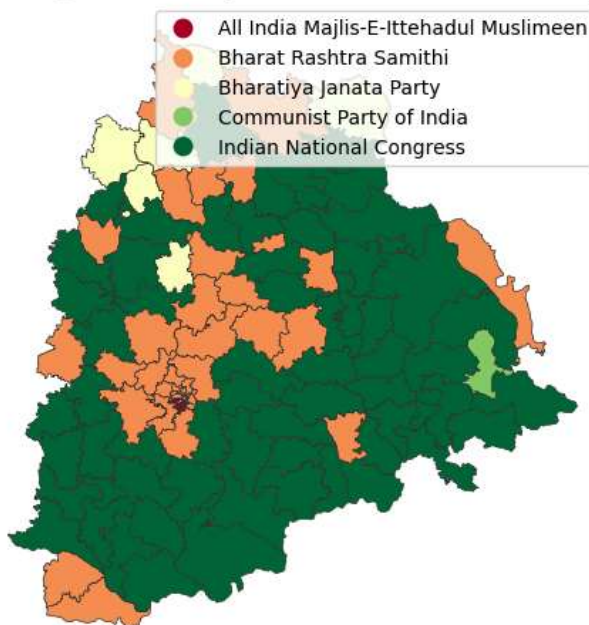 All India Majlis-E-Ittehadul Muslimeen
Bharat Rashtra Samithi
Bharatiya Janata Party
Communist Party of India
Indian National Congress